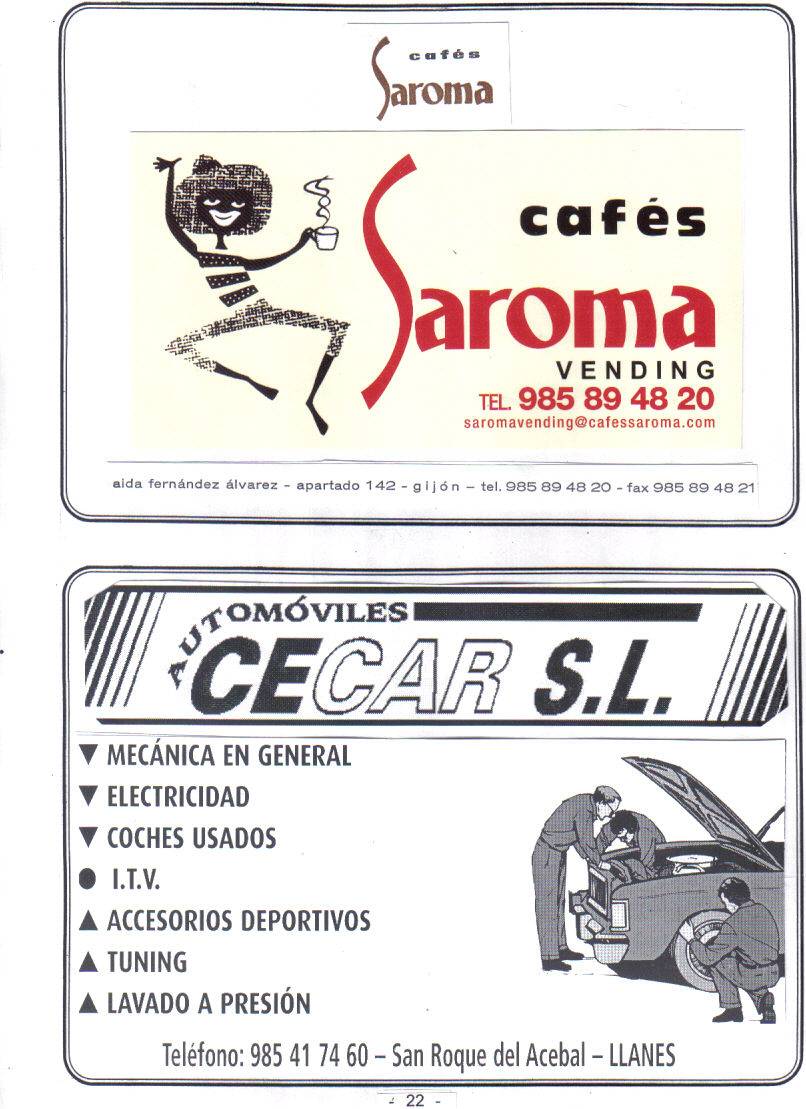 cafés
Saroma
cafés
Saroma
VENDING
TEL. 985 89 48 20
saromavending@cafessaroma.com
aida fernández álvarez - apartado 142 - gijón - tel. 985 89 48 20 - fax 985 89 48 21
AUTOMÓVILES
CECAR S.L.
▼ MECÁNICA EN GENERAL
▼ ELECTRICIDAD
▼ COCHES USADOS
● I.T.V.
▲ ACCESORIOS DEPORTIVOS
▲ TUNING
▲ LAVADO A PRESIÓN
Teléfono: 985 41 74 60 – San Roque del Acebal – LLANES
- 22 -